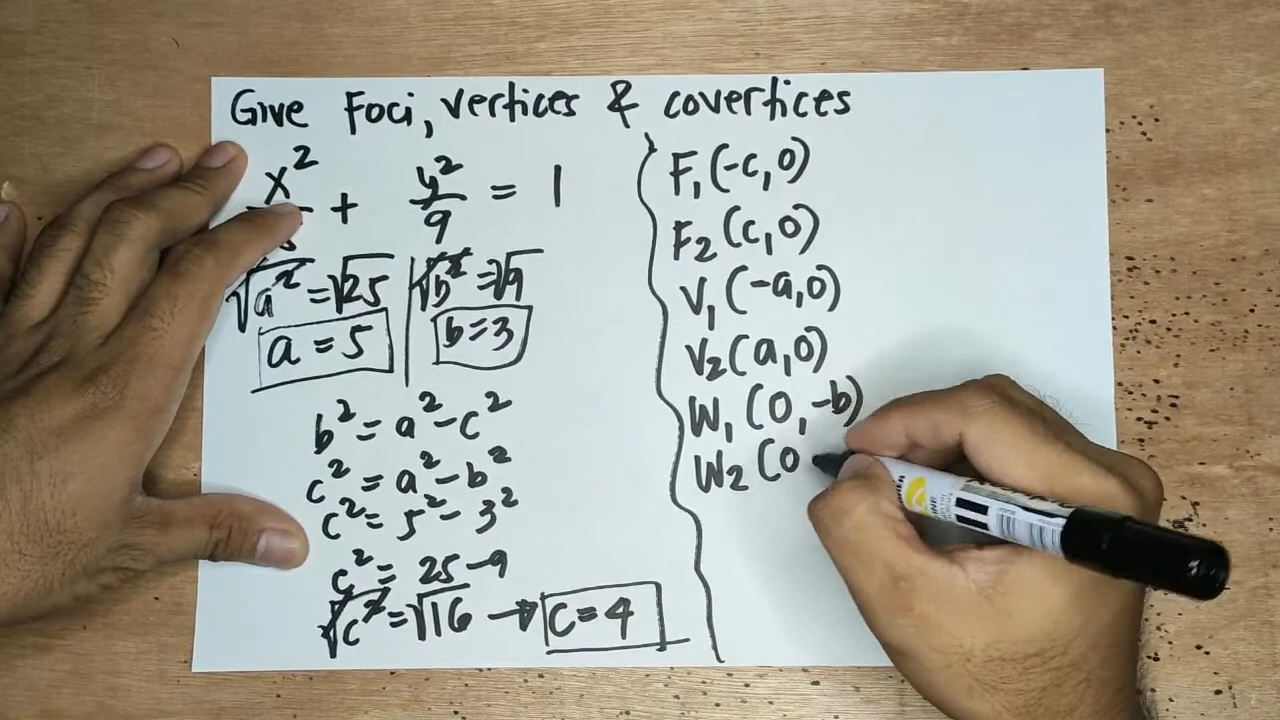 Give Foci, vertices & covertices
x²/ + y²/9 = 1
√a² = √25 | √b² = √9
a = 5 | b = 3
b² = a² - c²
c² = a² - b²
c² = 5² - 3²
c² = 25 - 9
√c² = √16 → c = 4
F₁(-c, 0)
F₂(c, 0)
V₁(-a, 0)
V₂(a, 0)
W₁(0, -b)
W₂(0